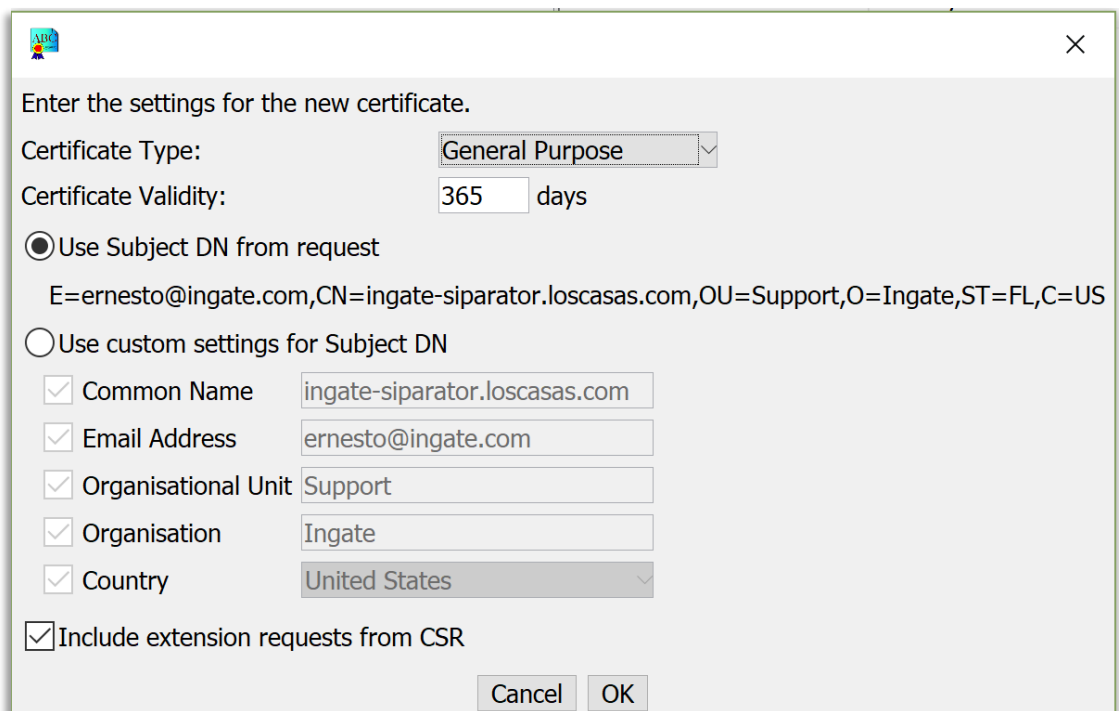 ABC
Enter the settings for the new certificate.
Certificate Type: General Purpose
Certificate Validity: 365 days
Use Subject DN from request
E=ernesto@ingate.com,CN=ingate-siparator.loscasas.com,OU=Support,O=Ingate,ST=FL,C=US
Use custom settings for Subject DN
Common Name ingate-siparator.loscasas.com
Email Address ernesto@ingate.com
Organisational Unit Support
Organisation Ingate
Country United States
Include extension requests from CSR
Cancel OK